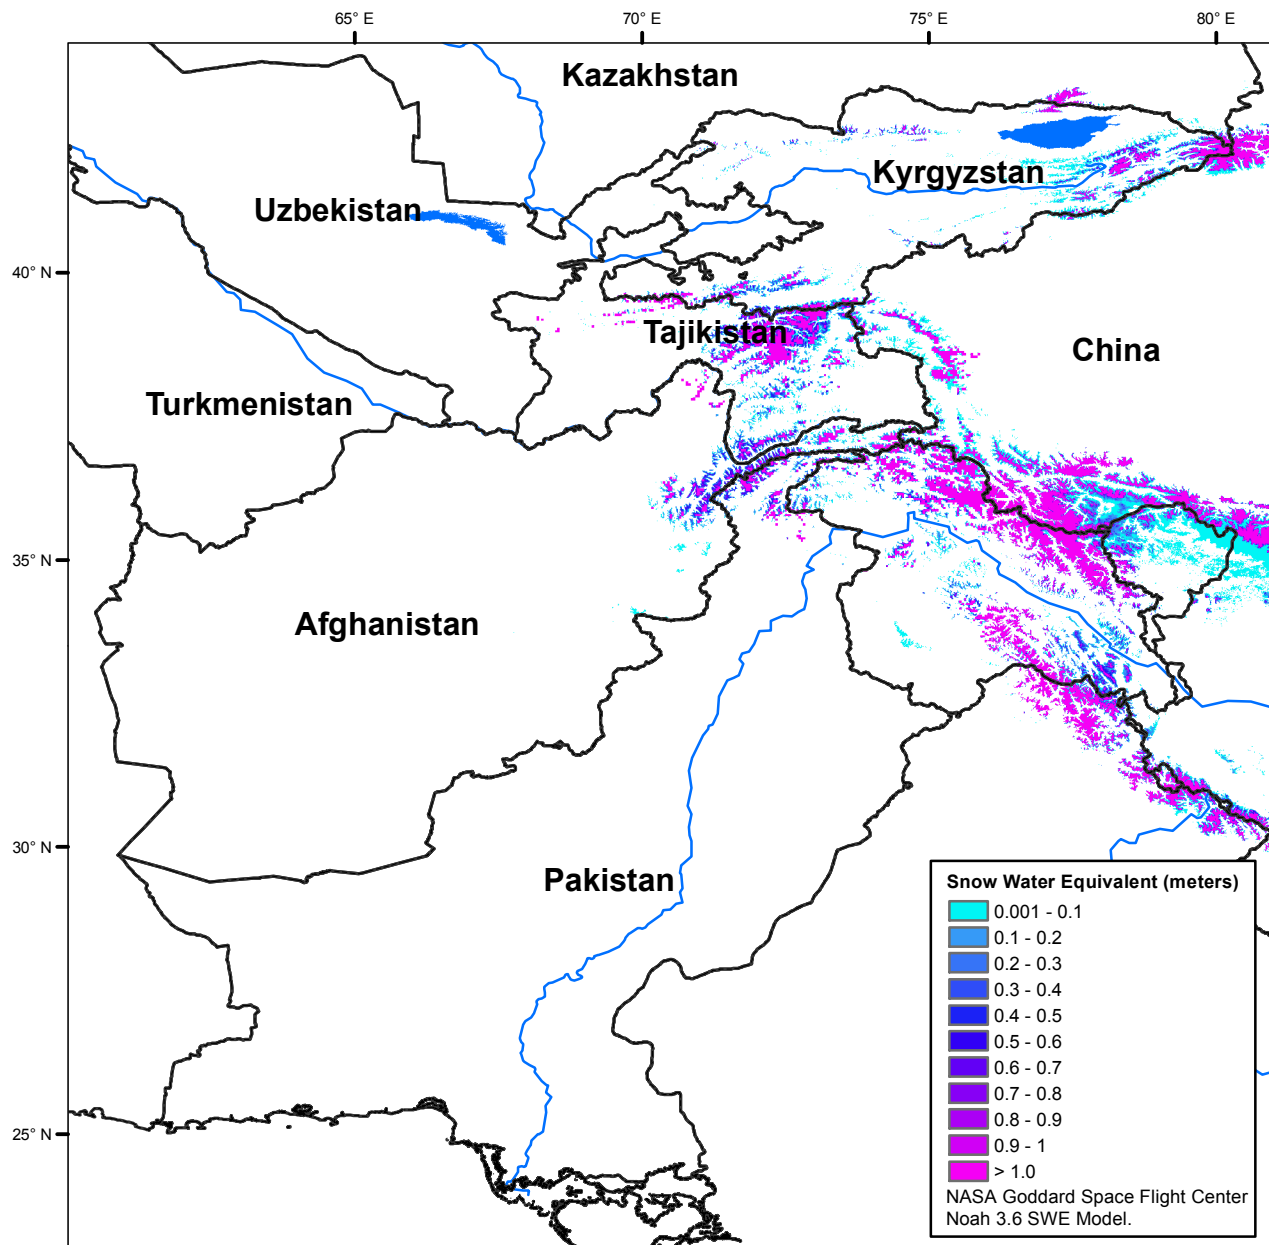 65° E
70° E
75° E
80° E
Kazakhstan
Kyrgyzstan
Uzbekistan
40° N
Tajikistan
China
Turkmenistan
35° N
Afghanistan
30° N
Pakistan
25° N
Snow Water Equivalent (meters)
0.001 - 0.1
0.1 - 0.2
0.2 - 0.3
0.3 - 0.4
0.4 - 0.5
0.5 - 0.6
0.6 - 0.7
0.7 - 0.8
0.8 - 0.9
0.9 - 1
> 1.0
NASA Goddard Space Flight Center
Noah 3.6 SWE Model.